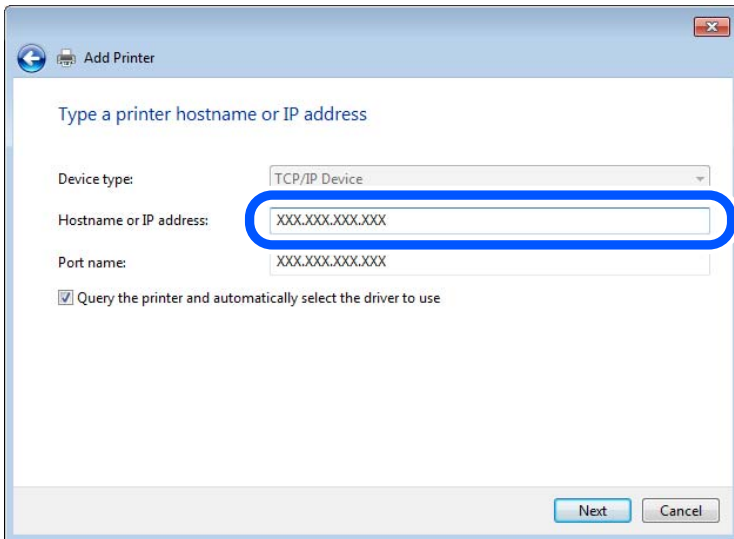 Add Printer
Type a printer hostname or IP address
Device type: TCP/IP Device
Hostname or IP address: XXX.XXX.XXX.XXX
Port name: XXX.XXX.XXX.XXX
Query the printer and automatically select the driver to use
Next Cancel